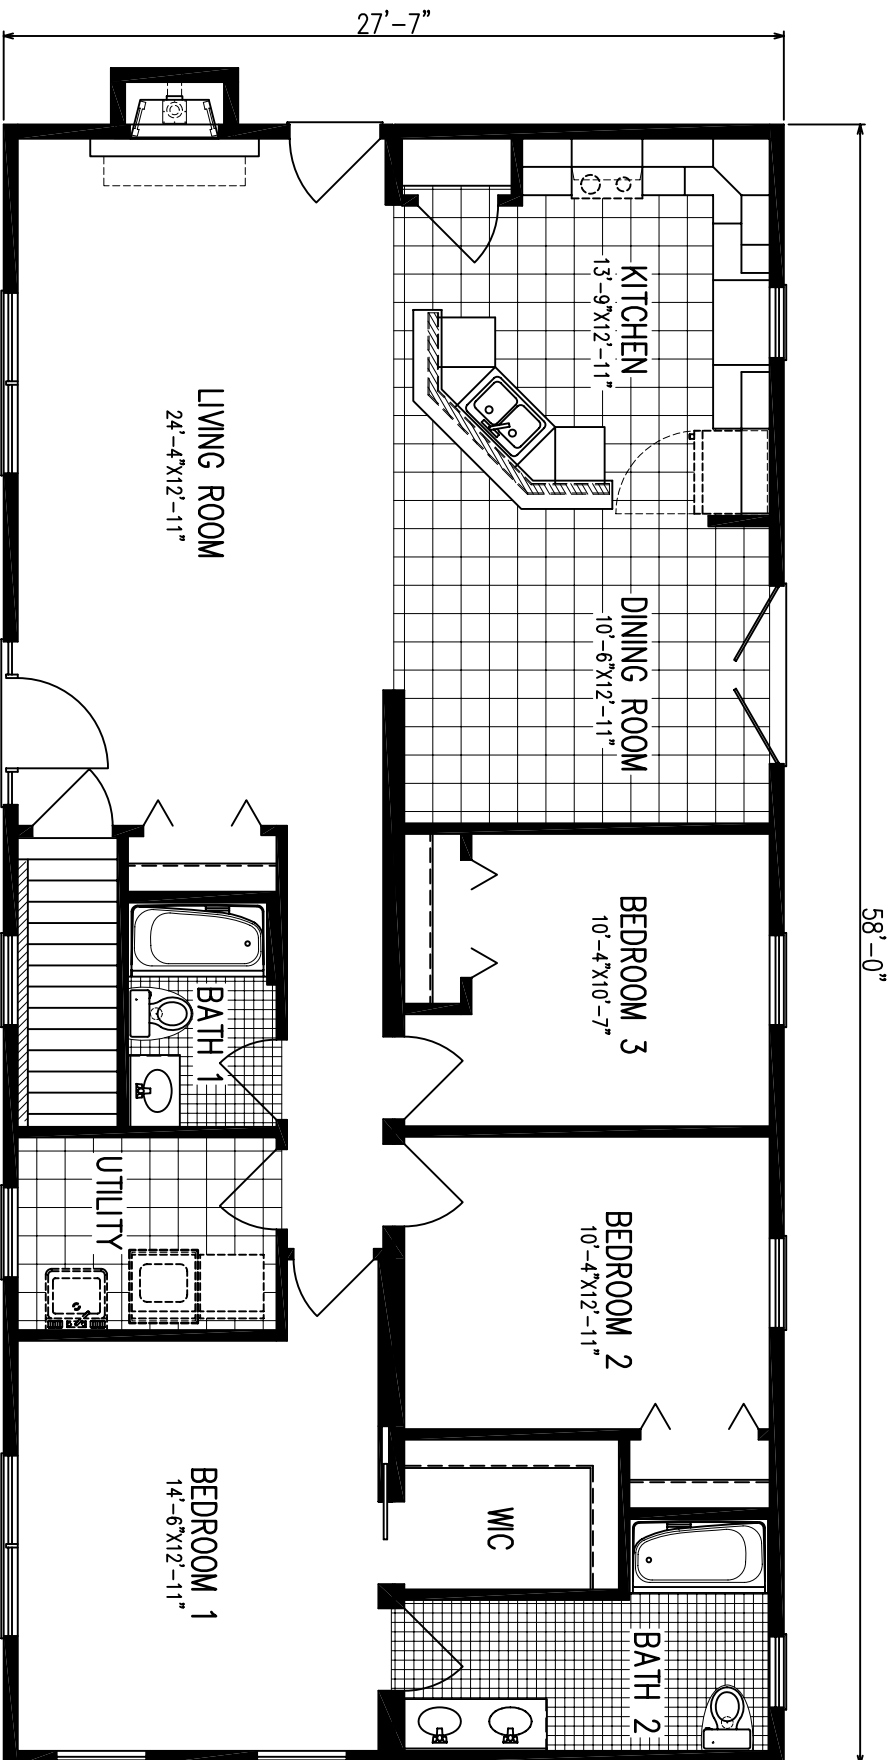 27'-7"
58'-0"
KITCHEN
13'-9"X12'-11"
DINING ROOM
10'-6"X12'-11"
LIVING ROOM
24'-4"X12'-11"
BEDROOM 3
10'-4"X10'-7"
BATH 1
UTILITY
BEDROOM 2
10'-4"X12'-11"
WIC
BEDROOM 1
14'-6"X12'-11"
BATH 2